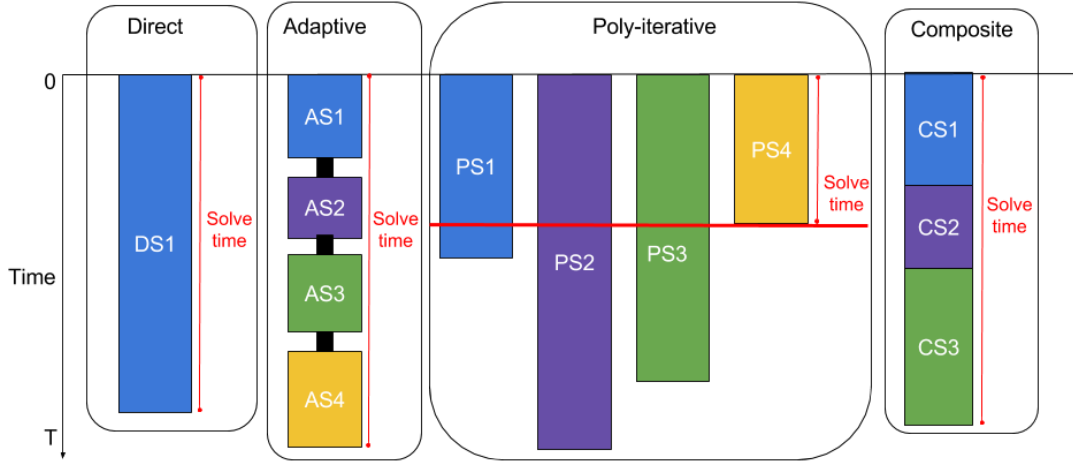 Direct
Adaptive
Poly-iterative
Composite
0
Time
T
DS1
Solve
time
AS1
AS2
AS3
AS4
Solve
time
PS1
PS2
PS3
PS4
Solve
time
CS1
CS2
CS3
Solve
time